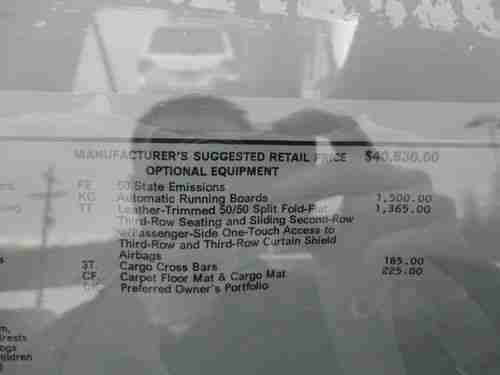 MANUFACTURER'S SUGGESTED RETAIL PRICE $40,830.00
OPTIONAL EQUIPMENT
FE 50 State Emissions
KG Automatic Running Boards 1,500.00
TT Leather-Trimmed 50/50 Split Fold-Flat 1,365.00
Third-Row Seating and Sliding Second-Row
w/Passenger-Side One-Touch Access to
Third-Row and Third-Row Curtain Shield
Airbags
ST Cargo Cross Bars 185.00
CF Carpet Floor Mat & Cargo Mat 225.00
Preferred Owner's Portfolio